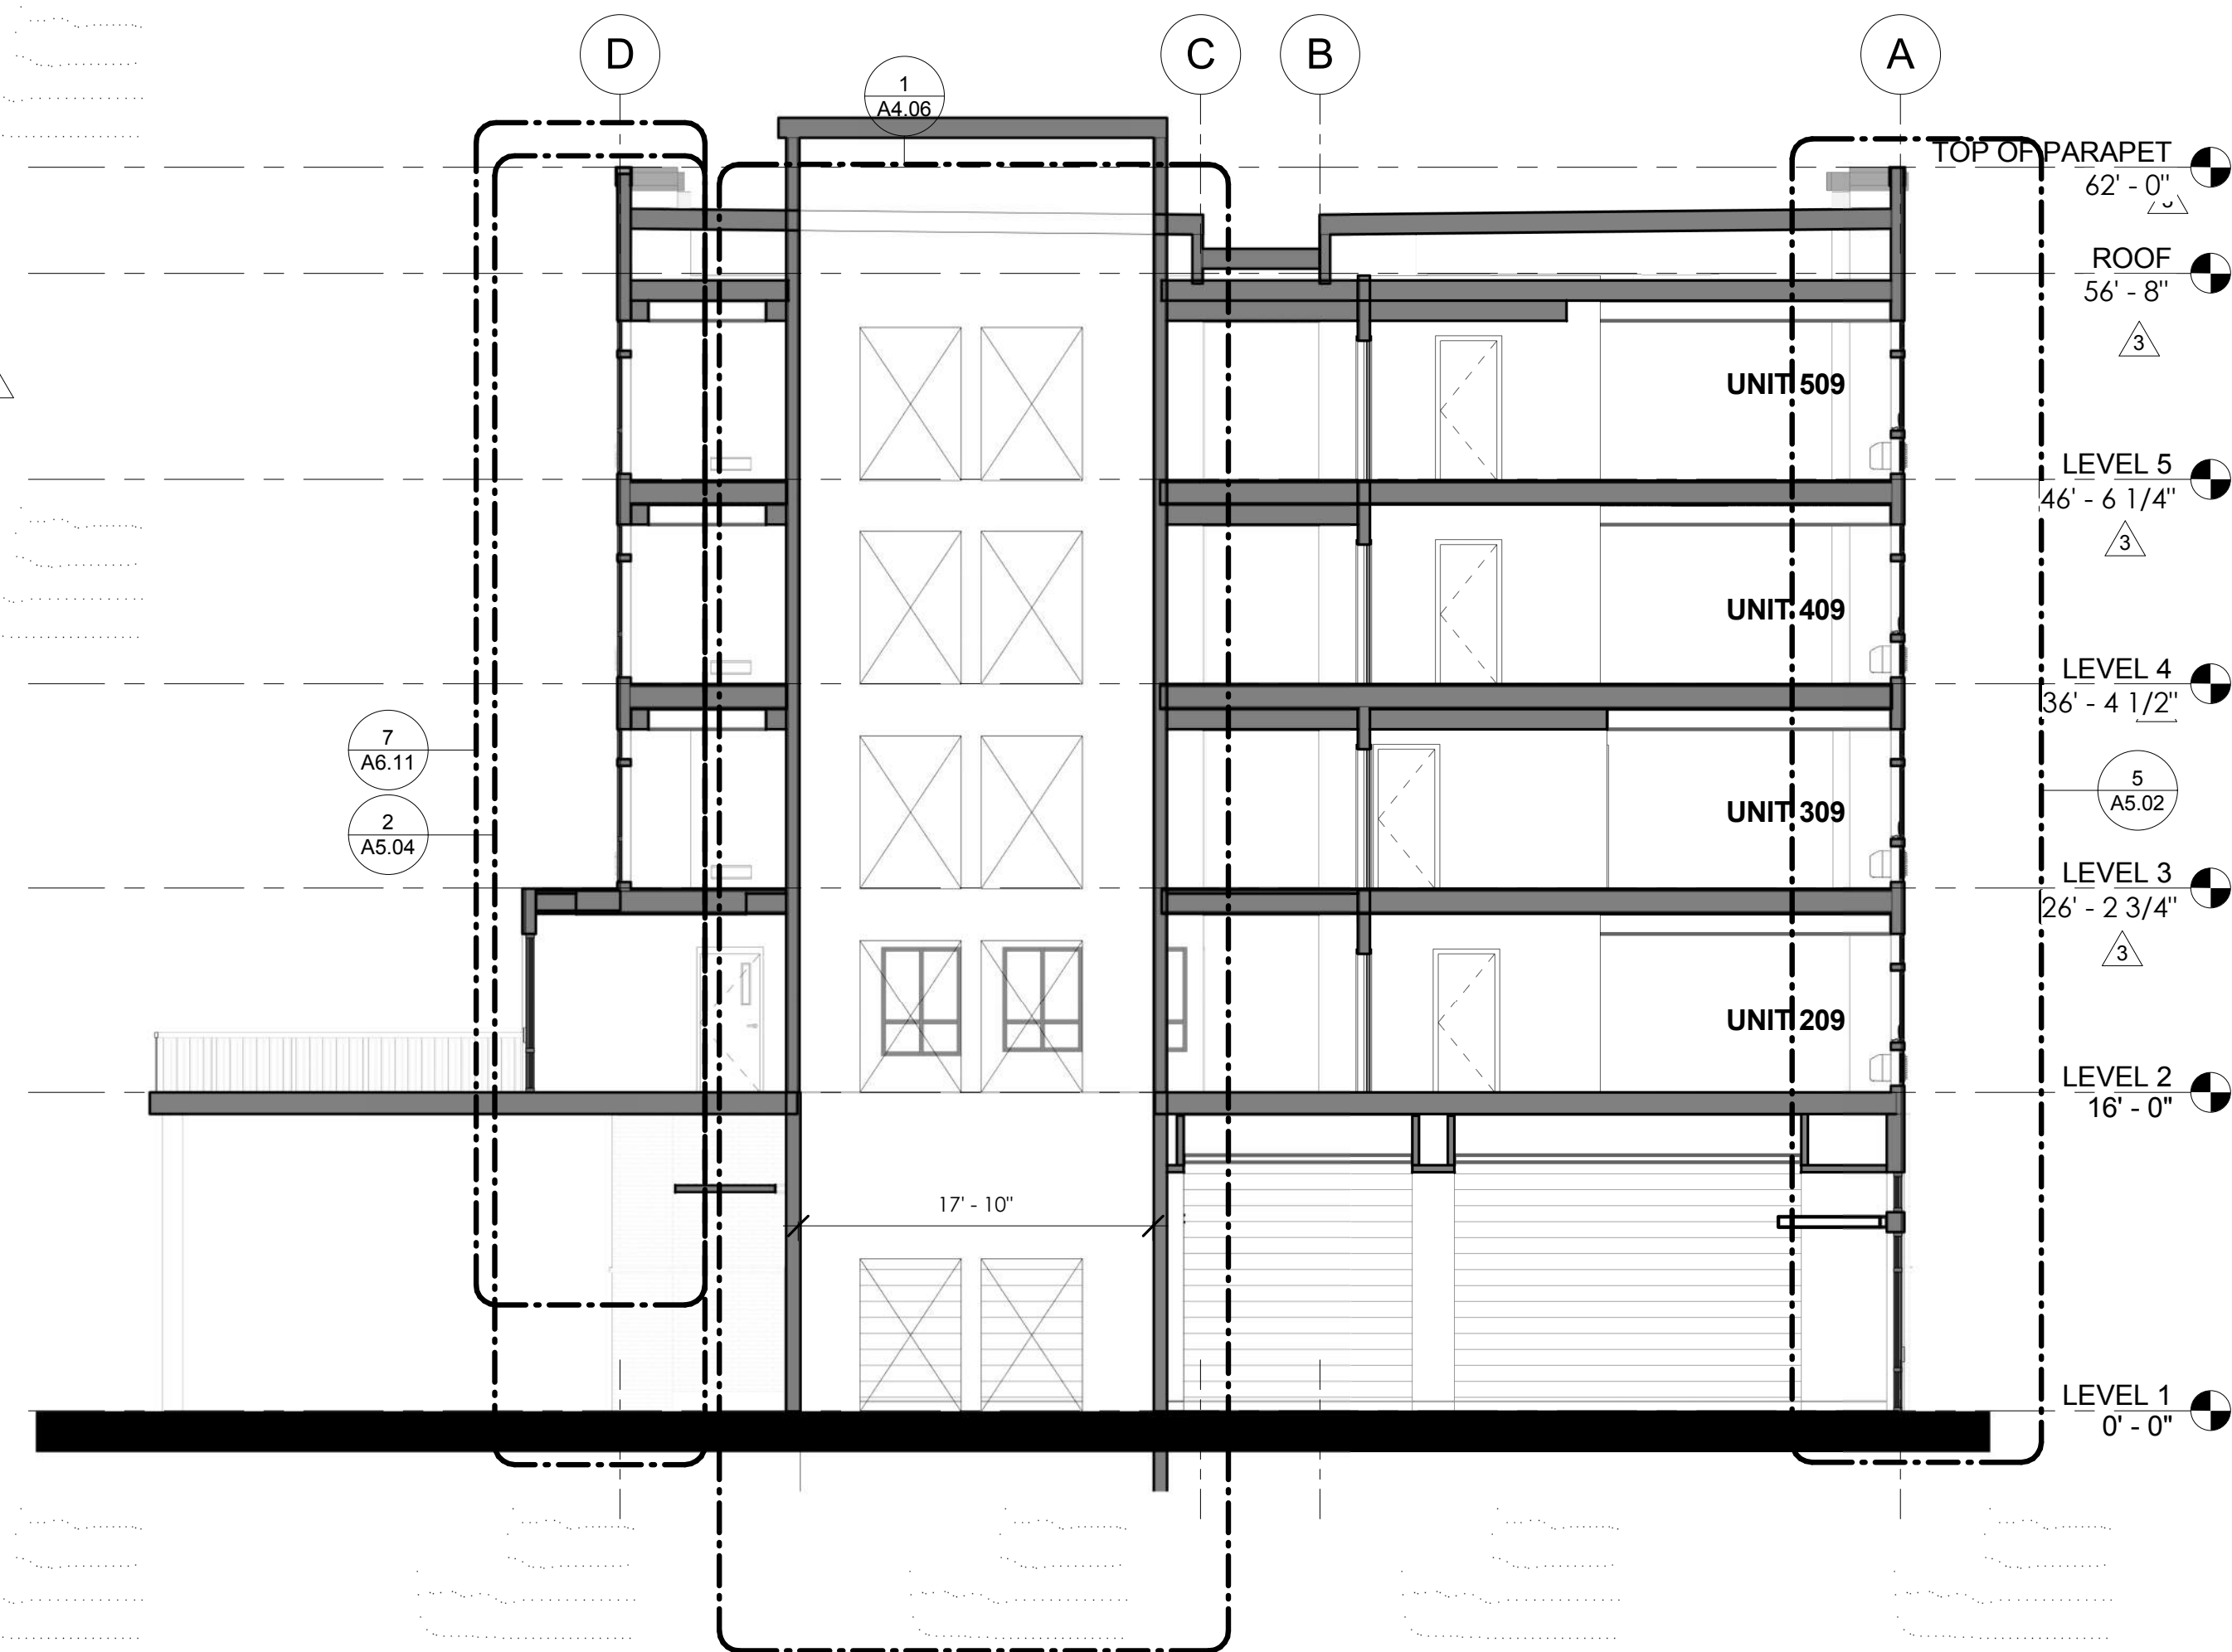 D
C
B
A
1
A4.06
TOP OF PARAPET
62' - 0"
ROOF
56' - 8"
3
UNIT 509
LEVEL 5
46' - 6 1/4"
3
UNIT 409
LEVEL 4
36' - 4 1/2"
7
A6.11
5
A5.02
UNIT 309
2
A5.04
LEVEL 3
26' - 2 3/4"
3
UNIT 209
LEVEL 2
16' - 0"
17' - 10"
LEVEL 1
0' - 0"